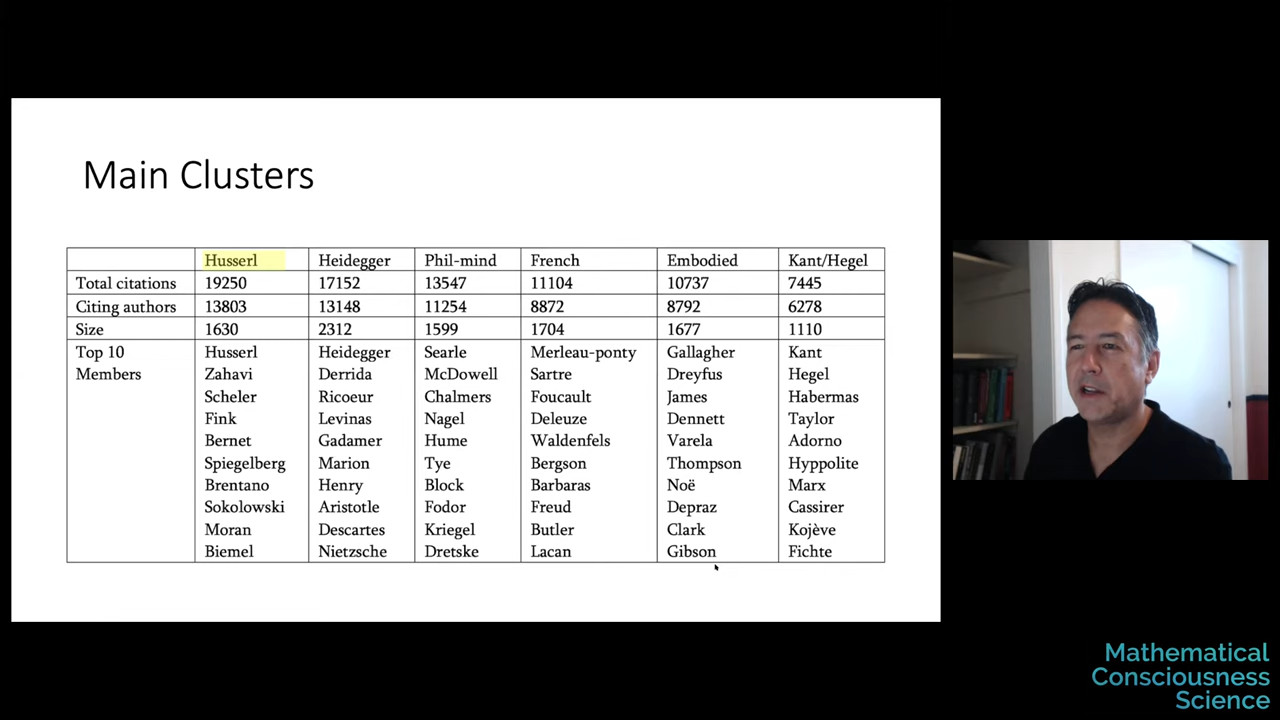 Main Clusters
Husserl Heidegger Phil-mind French Embodied Kant/Hegel
Total citations 19250 17152 13547 11104 10737 7445
Citing authors 13803 13148 11254 8872 8792 6278
Size 1630 2312 1599 1704 1677 1110
Top 10 Husserl Heidegger Searle Merleau-ponty Gallagher Kant
Members Zahavi Derrida McDowell Sartre Dreyfus Hegel
Scheler Ricoeur Chalmers Foucault James Habermas
Fink Levinas Nagel Deleuze Dennett Taylor
Bernet Gadamer Hume Waldenfels Varela Adorno
Spiegelberg Marion Tye Bergson Thompson Hyppolite
Brentano Henry Block Barbaras Noë Marx
Sokolowski Aristotle Fodor Freud Depraz Cassirer
Moran Descartes Kriegel Butler Clark Kojève
Biemel Nietzsche Dretske Lacan Gibson Fichte
Mathematical
Consciousness
Science